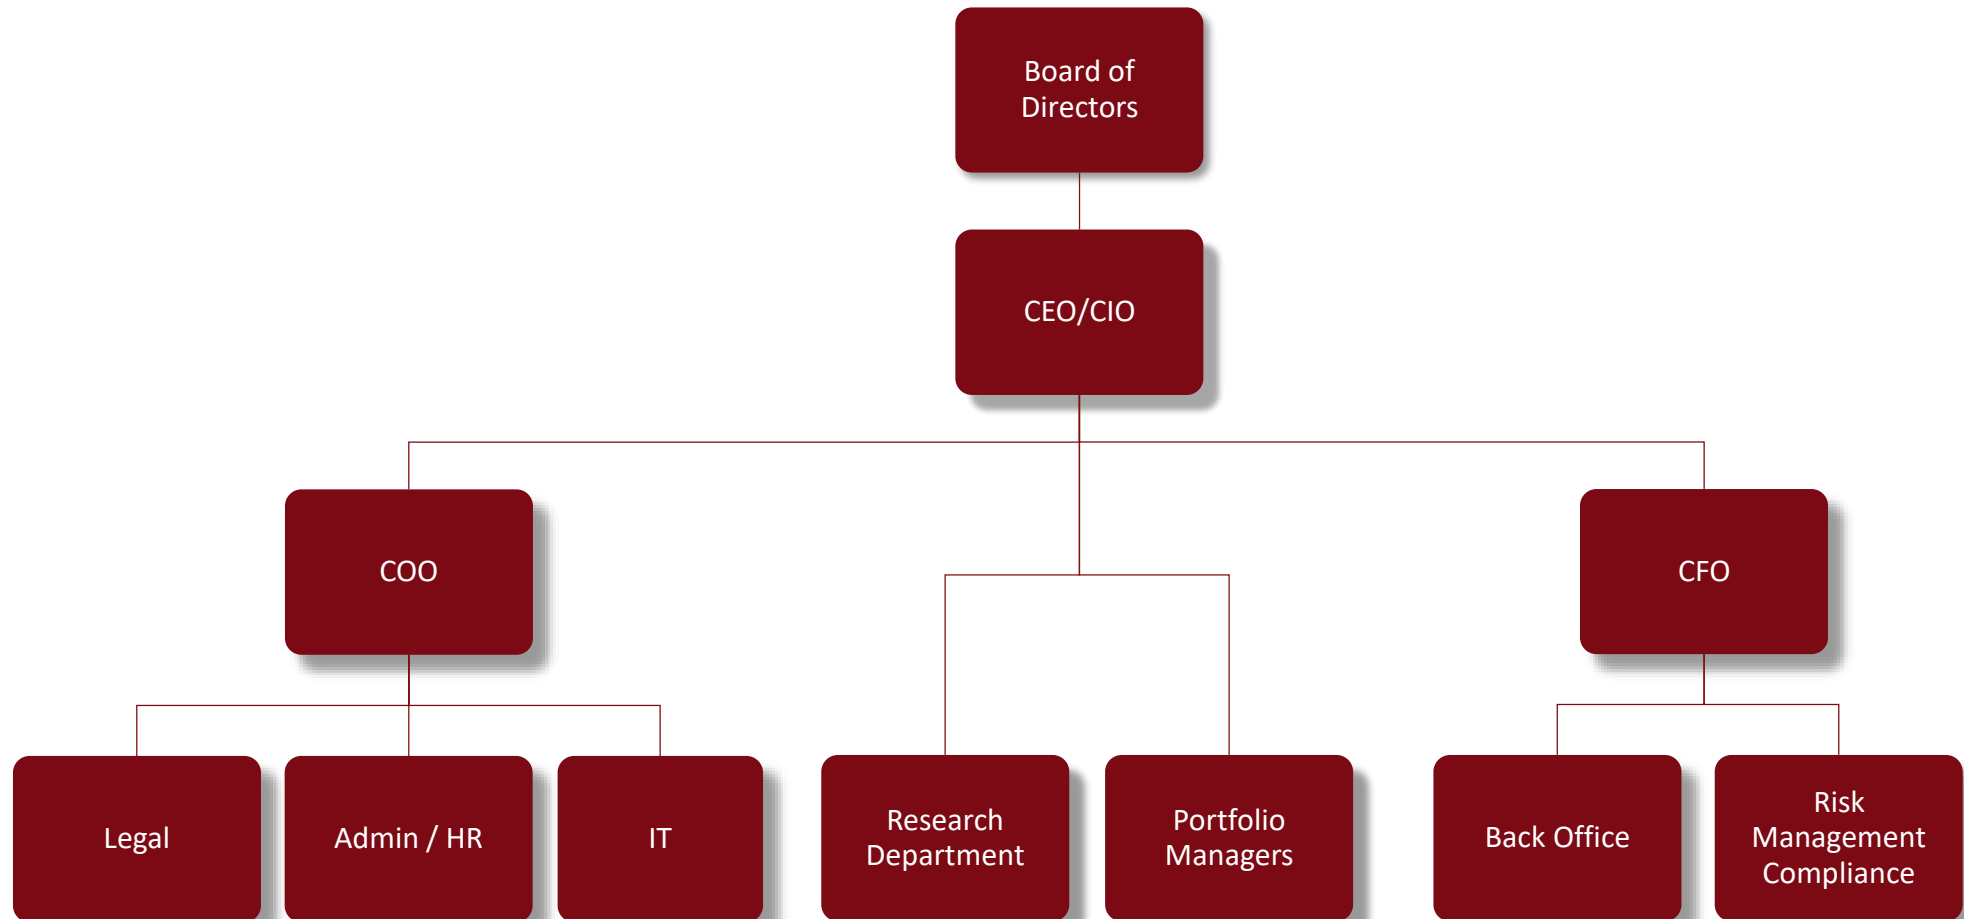 Board of
Directors
CEO/CIO
COO
CFO
Legal
Admin / HR
IT
Research
Department
Portfolio
Managers
Back Office
Risk
Management
Compliance